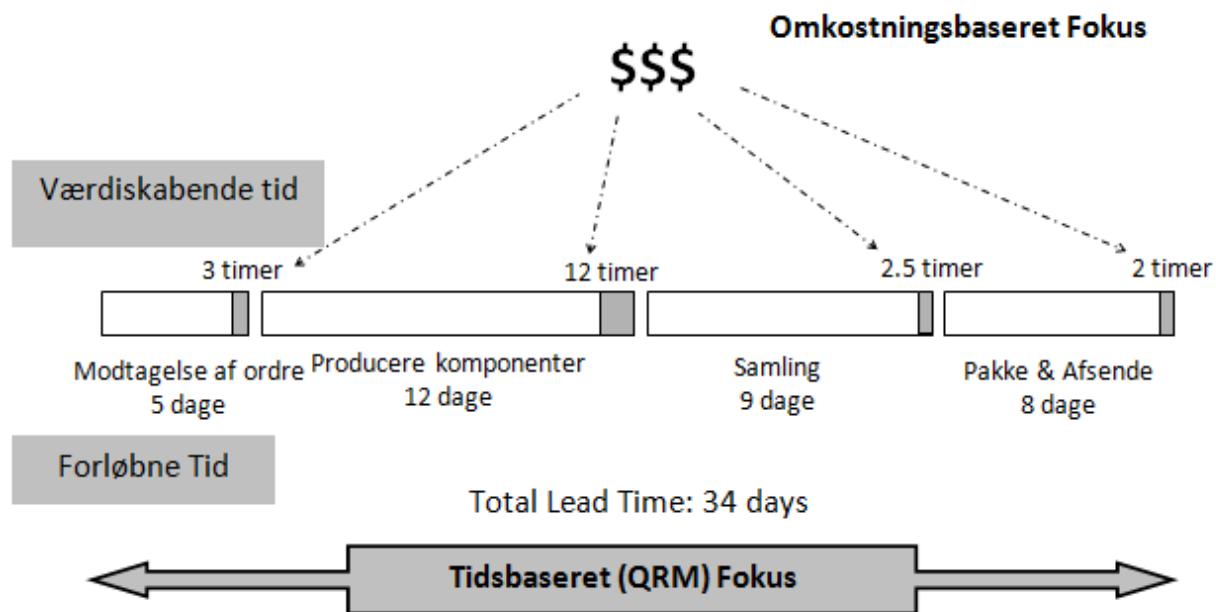 Omkostningsbaseret Fokus
$$$
Værdiskabende tid
3 timer
12 timer
2.5 timer
2 timer
Modtagelse af ordre
5 dage
Producere komponenter
12 dage
Samling
9 dage
Pakke & Afsende
8 dage
Forløbne Tid
Total Lead Time: 34 days
Tidsbaseret (QRM) Fokus